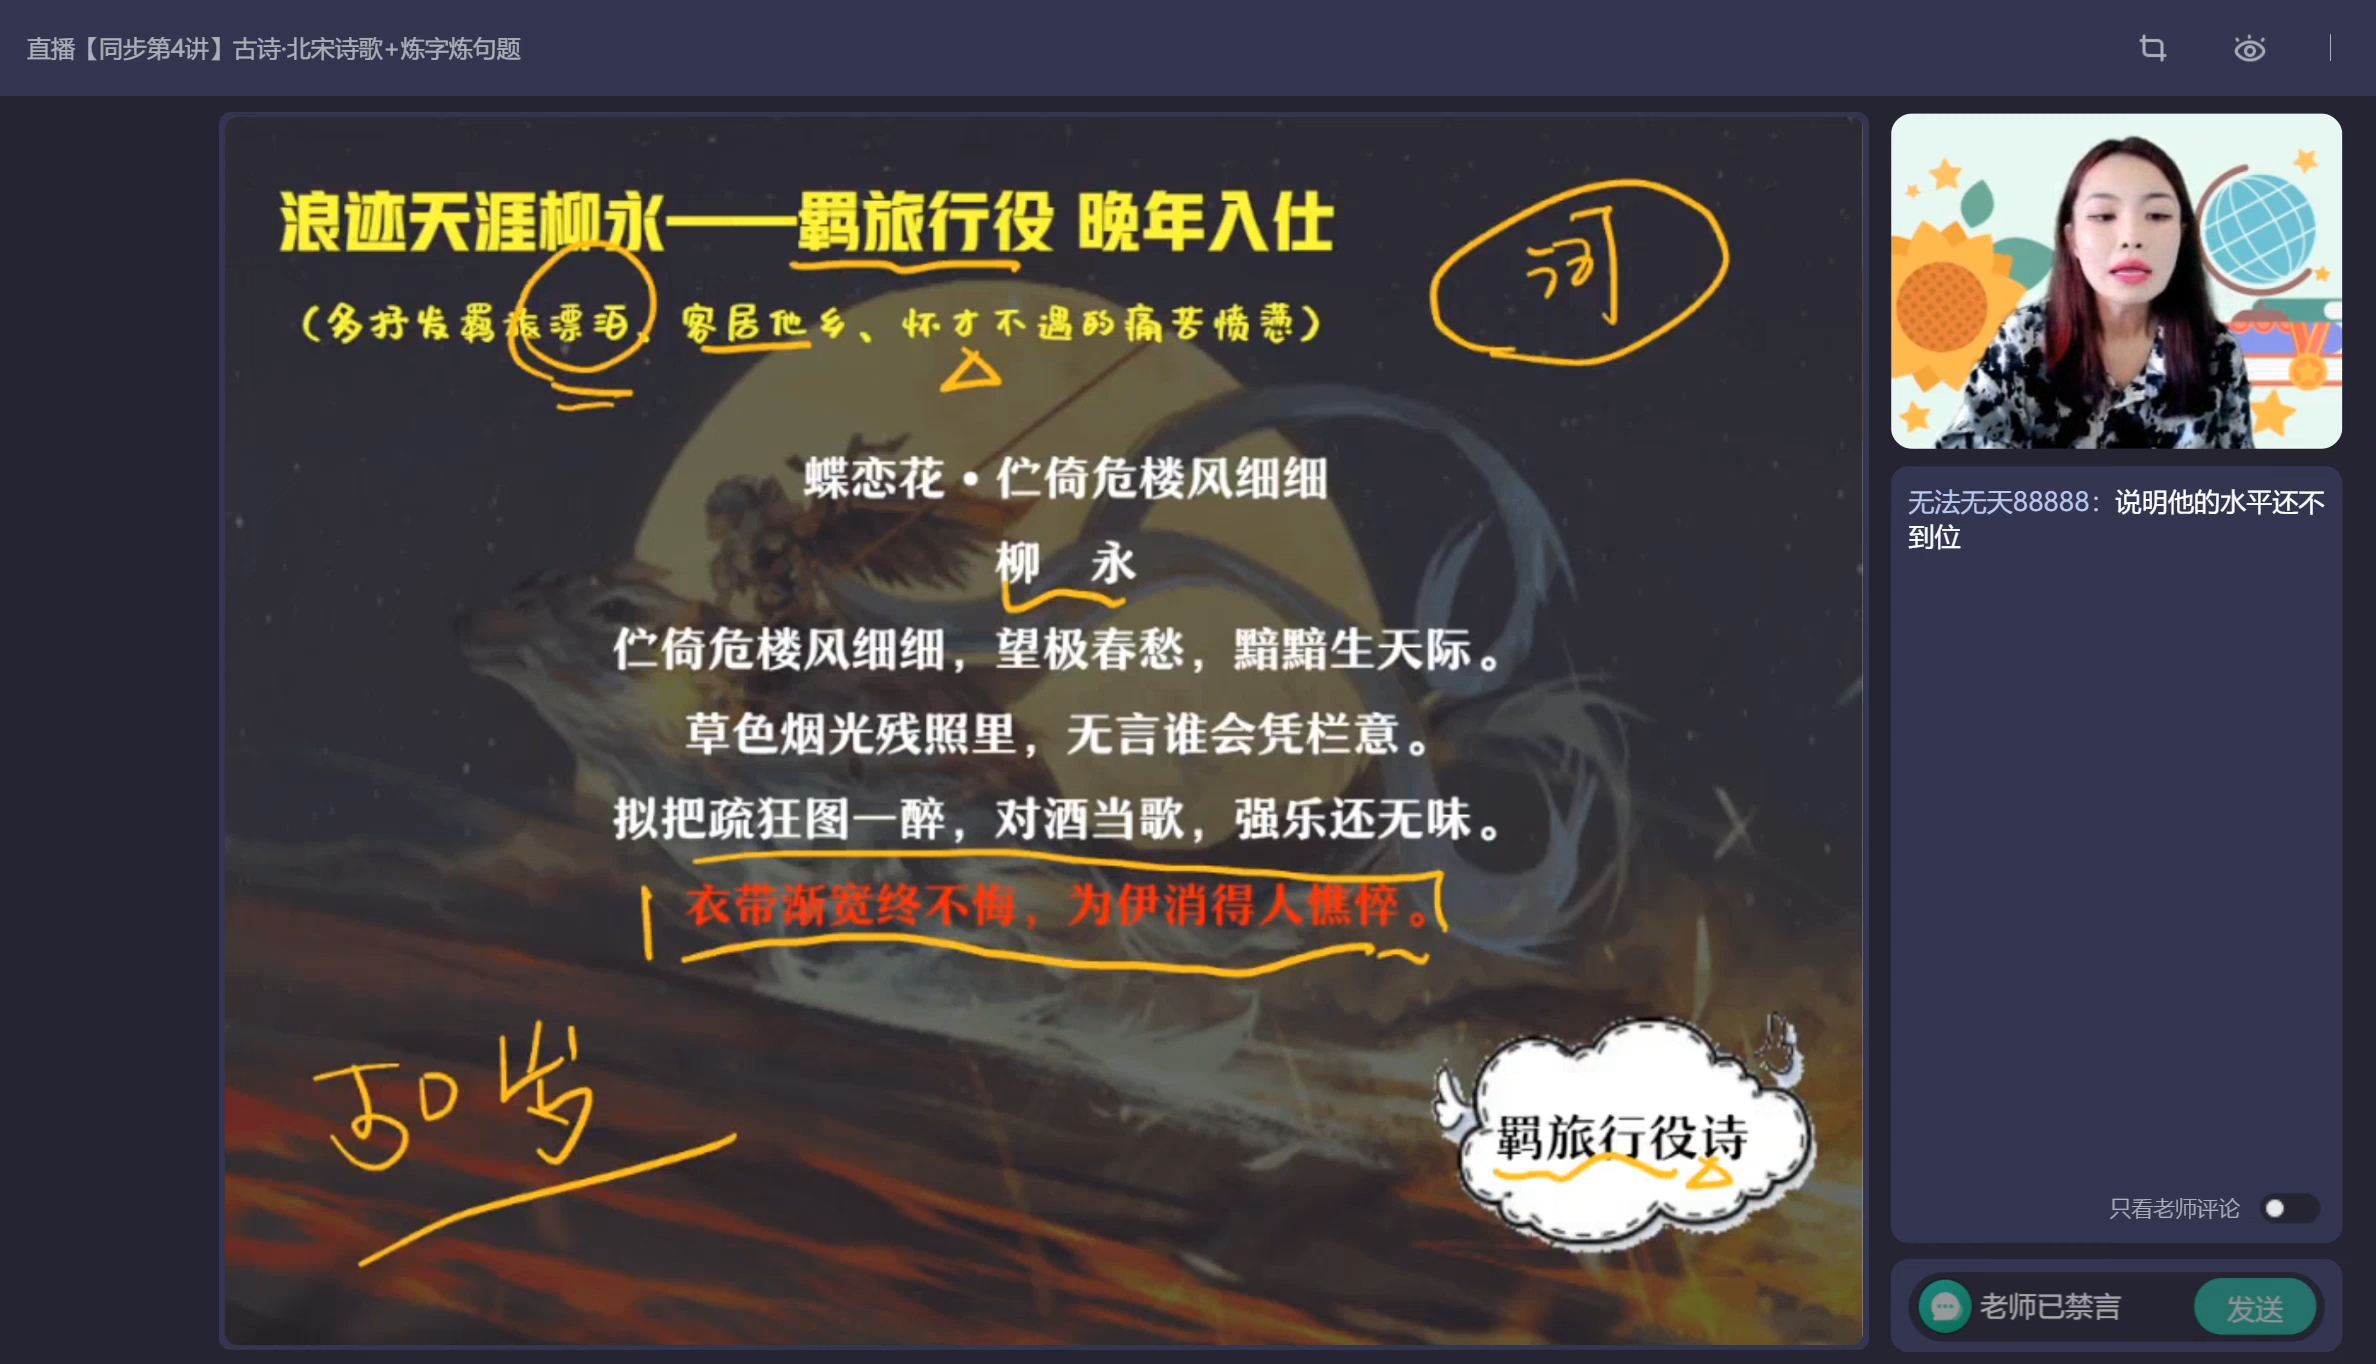 直播【同步第4讲】古诗·北宋诗歌+炼字炼句题
浪迹天涯柳永——羁旅行役 晚年入仕
（多抒发羁旅漂泊、客居他乡、怀才不遇的痛苦愤懑）
词
蝶恋花·伫倚危楼风细细
柳 永
伫倚危楼风细细，望极春愁，黯黯生天际。
草色烟光残照里，无言谁会凭栏意。
拟把疏狂图一醉，对酒当歌，强乐还无味。
衣带渐宽终不悔，为伊消得人憔悴。
50岁
羁旅行役诗
无法无天88888：说明他的水平还不
到位
只看老师评论
老师已禁言
发送